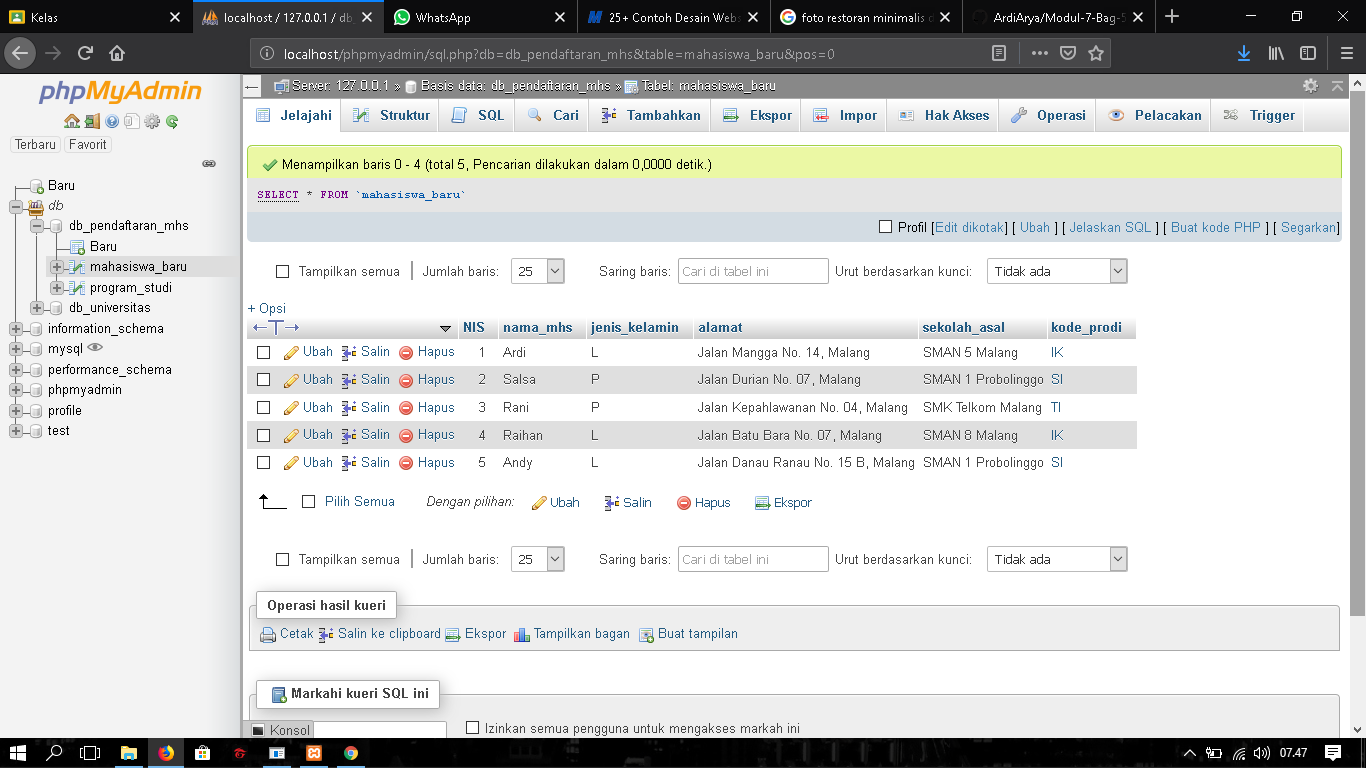 Kelas
localhost / 127.0.0.1 / db_
WhatsApp
25+ Contoh Desain Webs
foto restoran minimalis d
ArdiArya/Modul-7-Bag-5
localhost/phpmyadmin/sql.php?db=db_pendaftaran_mhs&table=mahasiswa_baru&pos=0
phpMyAdmin
Terbaru Favorit
Baru
db
db_pendaftaran_mhs
Baru
mahasiswa_baru
program_studi
db_universitas
information_schema
mysql
performance_schema
phpmyadmin
profile
test
Server: 127.0.0.1 » Basis data: db_pendaftaran_mhs » Tabel: mahasiswa_baru
Jelajahi Struktur SQL Cari Tambahkan Ekspor Impor Hak Akses Operasi Pelacakan Trigger
Menampilkan baris 0 - 4 (total 5, Pencarian dilakukan dalam 0,0000 detik.)
SELECT * FROM `mahasiswa_baru`
Profil [Edit dikotak] [ Ubah ] [ Jelaskan SQL ] [ Buat kode PHP ] [ Segarkan]
Tampilkan semua | Jumlah baris: 25 Saring baris: Cari di tabel ini Urut berdasarkan kunci: Tidak ada
+ Opsi
←T→ NIS nama_mhs jenis_kelamin alamat sekolah_asal kode_prodi
Ubah Salin Hapus 1 Ardi L Jalan Mangga No. 14, Malang SMAN 5 Malang IK
Ubah Salin Hapus 2 Salsa P Jalan Durian No. 07, Malang SMAN 1 Probolinggo SI
Ubah Salin Hapus 3 Rani P Jalan Kepahlawanan No. 04, Malang SMK Telkom Malang TI
Ubah Salin Hapus 4 Raihan L Jalan Batu Bara No. 07, Malang SMAN 8 Malang IK
Ubah Salin Hapus 5 Andy L Jalan Danau Ranau No. 15 B, Malang SMAN 1 Probolinggo SI
Pilih Semua Dengan pilihan: Ubah Salin Hapus Ekspor
Tampilkan semua | Jumlah baris: 25 Saring baris: Cari di tabel ini Urut berdasarkan kunci: Tidak ada
Operasi hasil kueri
Cetak Salin ke clipboard Ekspor Tampilkan bagan Buat tampilan
Markahi kueri SQL ini
Konsol
Izinkan semua pengguna untuk mengakses markah ini
07.47